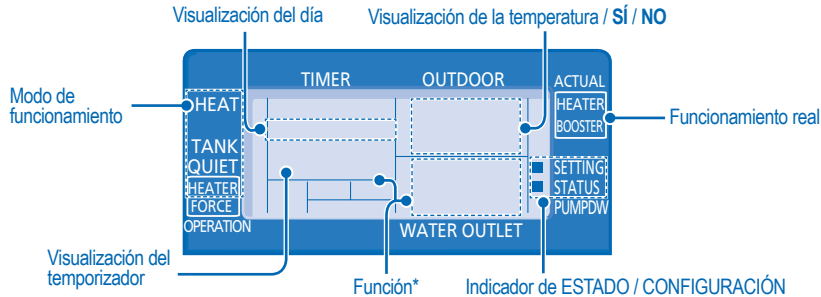 Visualización del día
Visualización de la temperatura / SÍ / NO
TIMER
OUTDOOR
ACTUAL
Modo de
funcionamiento
HEAT
HEATER
BOOSTER
Funcionamiento real
TANK
QUIET
HEATER
FORCE
OPERATION
SETTING
STATUS
PUMPDW
WATER OUTLET
Visualización del
temporizador
Función*
Indicador de ESTADO / CONFIGURACIÓN